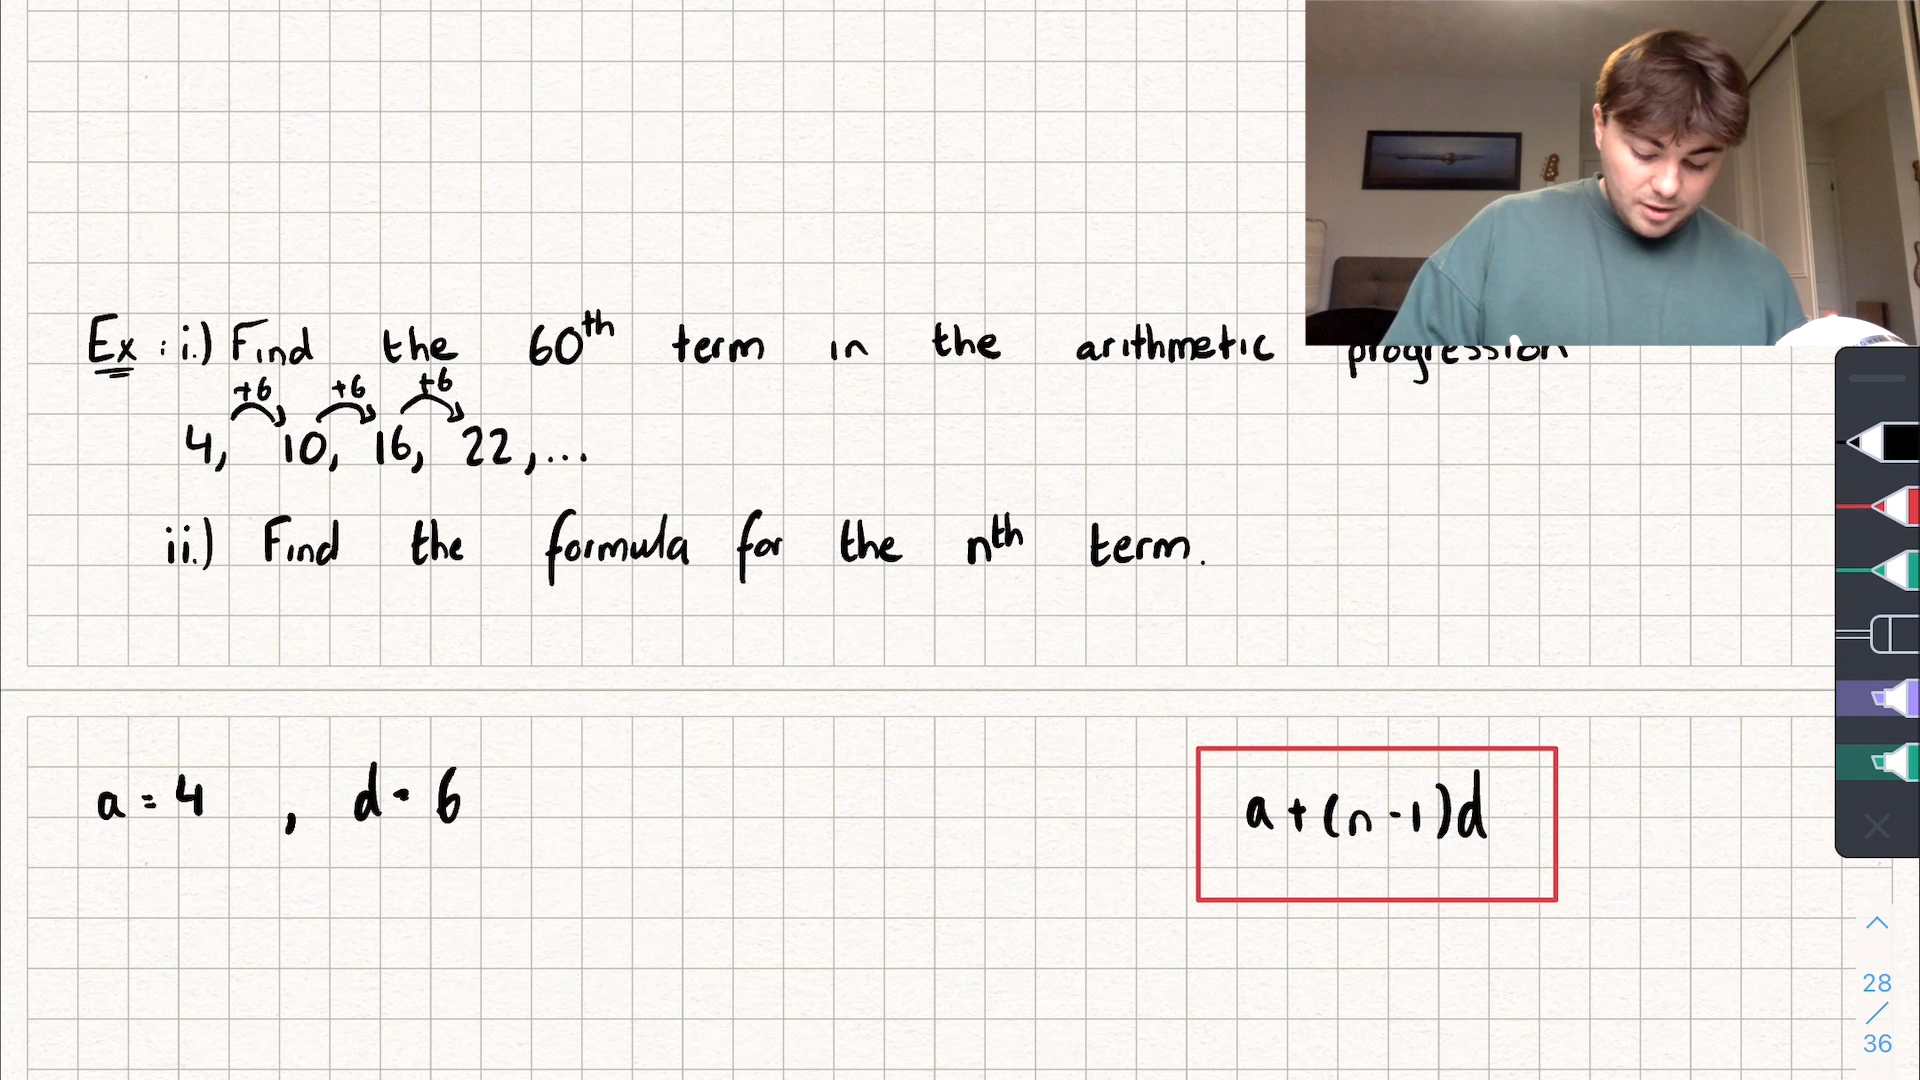 Ex : i.) Find the 60th term in the arithmetic progression
+6 +6 +6
4, 10, 16, 22, ...
ii.) Find the formula for the nth term.
a = 4 , d = 6
a + (n - 1)d
28
/
36